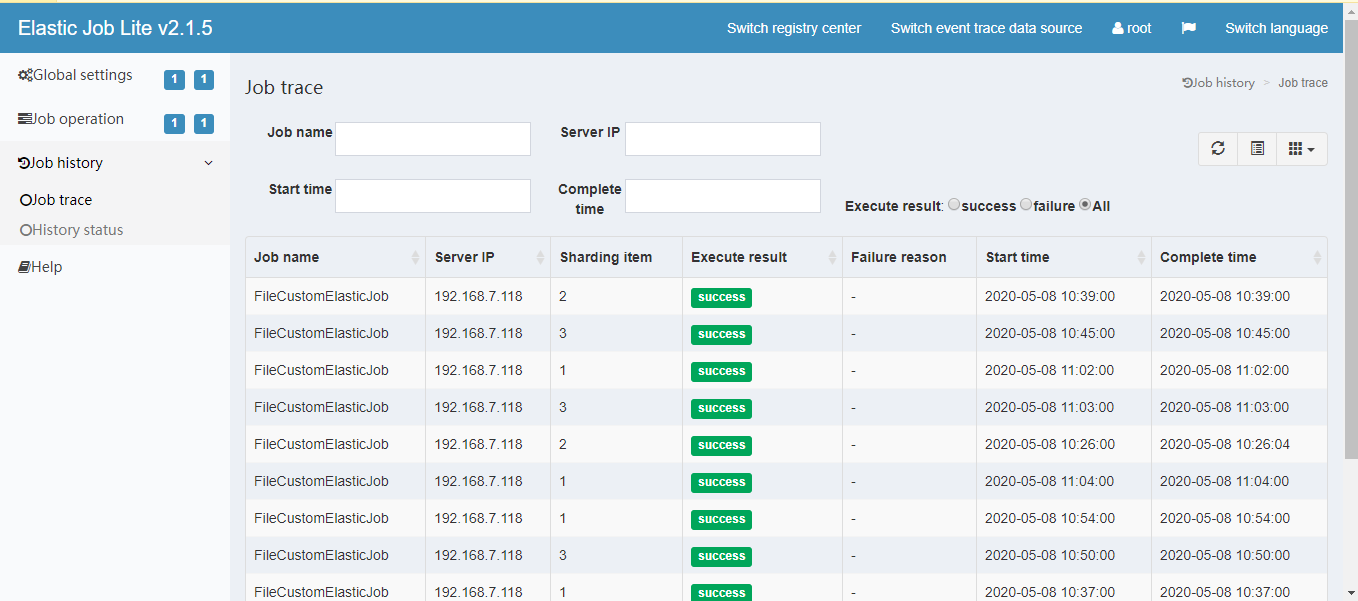 Elastic Job Lite v2.1.5
Switch registry center Switch event trace data source root Switch language
Global settings 1 1
Job operation 1 1
Job history
Job trace
History status
Help
Job trace
Job history > Job trace
Job name Server IP
Start time Complete time Execute result: success failure All
Job name Server IP Sharding item Execute result Failure reason Start time Complete time
FileCustomElasticJob 192.168.7.118 2 success - 2020-05-08 10:39:00 2020-05-08 10:39:00
FileCustomElasticJob 192.168.7.118 3 success - 2020-05-08 10:45:00 2020-05-08 10:45:00
FileCustomElasticJob 192.168.7.118 1 success - 2020-05-08 11:02:00 2020-05-08 11:02:00
FileCustomElasticJob 192.168.7.118 3 success - 2020-05-08 11:03:00 2020-05-08 11:03:00
FileCustomElasticJob 192.168.7.118 2 success - 2020-05-08 10:26:00 2020-05-08 10:26:04
FileCustomElasticJob 192.168.7.118 1 success - 2020-05-08 11:04:00 2020-05-08 11:04:00
FileCustomElasticJob 192.168.7.118 1 success - 2020-05-08 10:54:00 2020-05-08 10:54:00
FileCustomElasticJob 192.168.7.118 3 success - 2020-05-08 10:50:00 2020-05-08 10:50:00
FileCustomElasticJob 192.168.7.118 1 success - 2020-05-08 10:37:00 2020-05-08 10:37:00